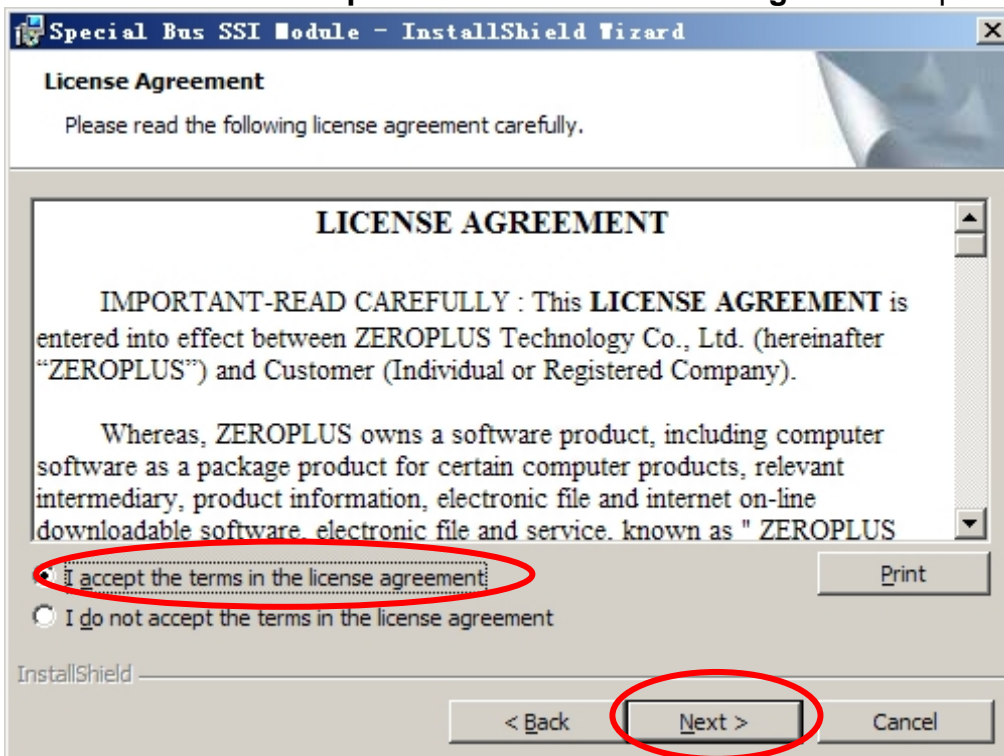 Special Bus SSI Module - InstallShield Wizard
License Agreement
Please read the following license agreement carefully.
LICENSE AGREEMENT
IMPORTANT-READ CAREFULLY : This LICENSE AGREEMENT is
entered into effect between ZEROPLUS Technology Co., Ltd. (hereinafter
“ZEROPLUS”) and Customer (Individual or Registered Company).
Whereas, ZEROPLUS owns a software product, including computer
software as a package product for certain computer products, relevant
intermediary, product information, electronic file and internet on-line
downloadable software, electronic file and service, known as " ZEROPLUS
I accept the terms in the license agreement
Print
I do not accept the terms in the license agreement
InstallShield
< Back
Next >
Cancel